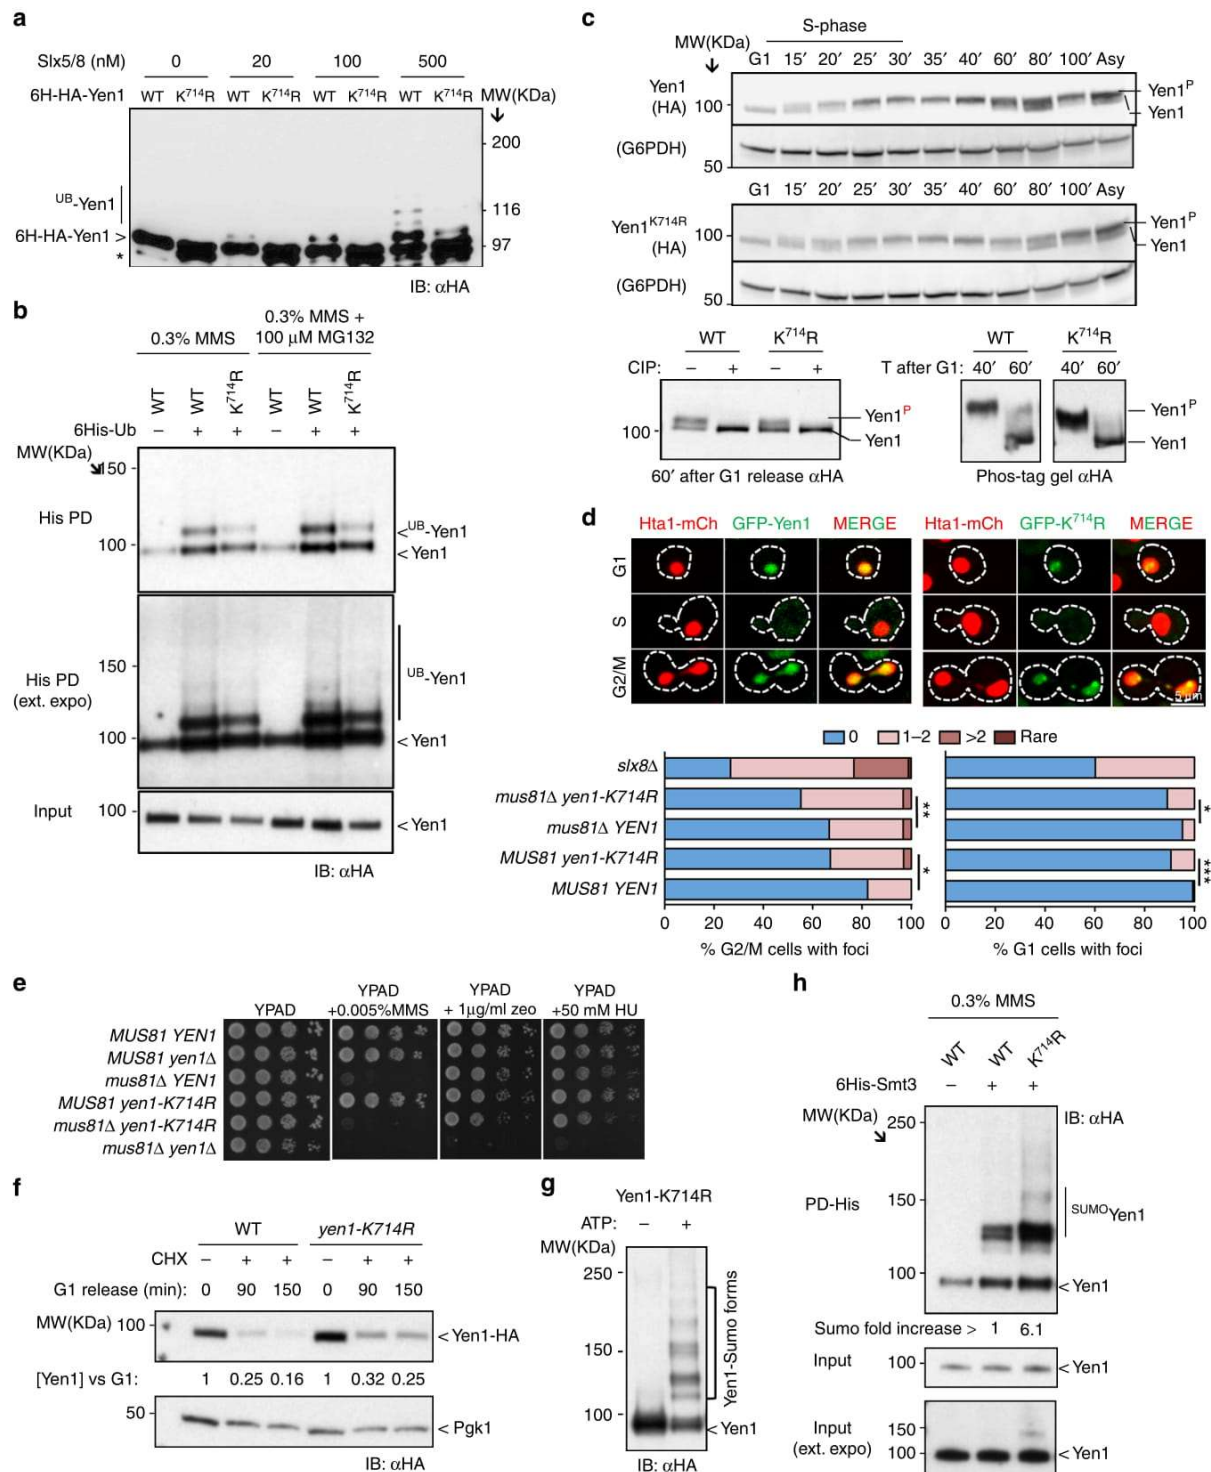 a
Slx5/8 (nM) 0 20 100 500
6H-HA-Yen1 WT K714R WT K714R WT K714R WT K714R MW(KDa)
200
UB-Yen1
116
6H-HA-Yen1 >
97
*
IB: αHA
b
0.3% MMS
0.3% MMS +
100 µM MG132
WT WT K714R WT WT K714R
6His-Ub − + + − + +
MW(KDa)
150
His PD
100
< UB-Yen1
< Yen1
150
UB-Yen1
His PD
(ext. expo)
100
< Yen1
Input
100
< Yen1
IB: αHA
c
S-phase
MW(KDa)
G1 15′ 20′ 25′ 30′ 35′ 40′ 60′ 80′ 100′ Asy
Yen1
(HA)
100
Yen1P
Yen1
(G6PDH)
50
G1 15′ 20′ 25′ 30′ 35′ 40′ 60′ 80′ 100′ Asy
Yen1K714R
(HA)
100
Yen1P
Yen1
(G6PDH)
50
WT K714R
CIP: − + − +
100
Yen1P
Yen1
60′ after G1 release αHA
WT K714R
T after G1: 40′ 60′ 40′ 60′
Yen1P
Yen1
Phos-tag gel αHA
d
Hta1-mCh GFP-Yen1 MERGE Hta1-mCh GFP-K714R MERGE
G1
S
G2/M
5 µm
0 1–2 >2 Rare
slx8Δ
mus81Δ yen1-K714R
mus81Δ YEN1
MUS81 yen1-K714R
MUS81 YEN1
** * * ***
0 20 40 60 80 100 0 20 40 60 80 100
% G2/M cells with foci % G1 cells with foci
e
YPAD
YPAD
+0.005%MMS
YPAD
+ 1µg/ml zeo
YPAD
+50 mM HU
MUS81 YEN1
MUS81 yen1Δ
mus81Δ YEN1
MUS81 yen1-K714R
mus81Δ yen1-K714R
mus81Δ yen1Δ
f
WT yen1-K714R
CHX − + + − + +
G1 release (min): 0 90 150 0 90 150
MW(KDa) 100
< Yen1-HA
[Yen1] vs G1: 1 0.25 0.16 1 0.32 0.25
50
< Pgk1
IB: αHA
g
Yen1-K714R
ATP: − +
MW(KDa)
250
150
100
Yen1-Sumo forms
< Yen1
IB: αHA
h
0.3% MMS
WT WT K714R
6His-Smt3 − + +
MW(KDa)
250
IB: αHA
PD-His
150
SUMOYen1
100
< Yen1
Sumo fold increase > 1 6.1
Input
100
< Yen1
Input
(ext. expo)
150
100
< Yen1